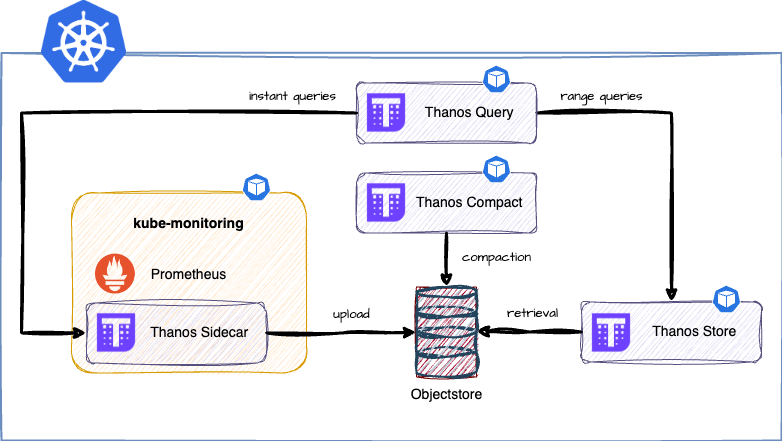 instant queries
Thanos Query
range queries
Thanos Compact
kube-monitoring
compaction
Prometheus
upload
retrieval
Thanos Sidecar
Thanos Store
Objectstore